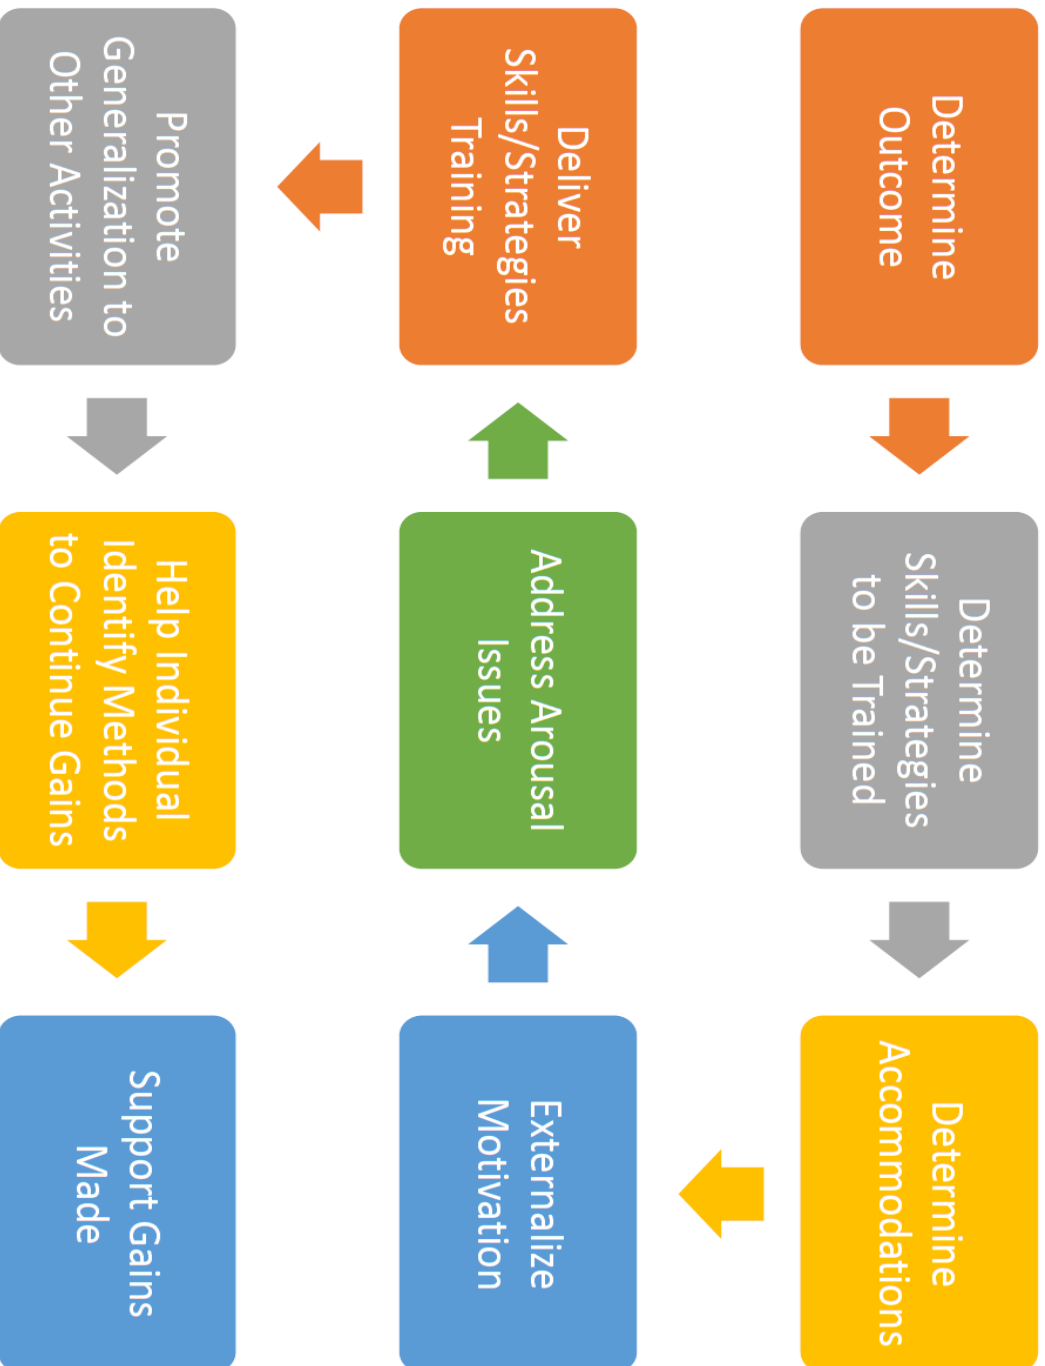 Determine
Outcome
Determine
Skills/Strategies
to be Trained
Determine
Accommodations
Externalize
Motivation
Address Arousal
Issues
Deliver
Skills/Strategies
Training
Promote
Generalization to
Other Activities
Help Individual
Identify Methods
to Continue Gains
Support Gains
Made